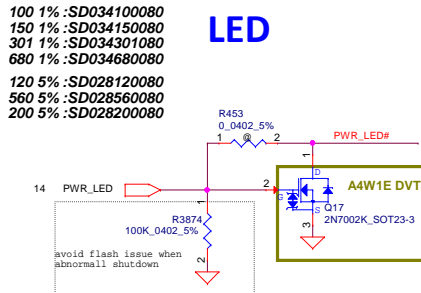 100 1% :SD034100080
150 1% :SD034150080
301 1% :SD034301080
680 1% :SD034680080
LED
120 5% :SD028120080
560 5% :SD028560080
200 5% :SD028200080
R453
0_0402_5%
1 @ 2
PWR_LED#
1
D
A4W1E DVT
14 PWR_LED
2
G
S
Q17
2N7002K_SOT23-3
3
1
R3874
100K_0402_5%
2
avoid flash issue when
abnormall shutdown